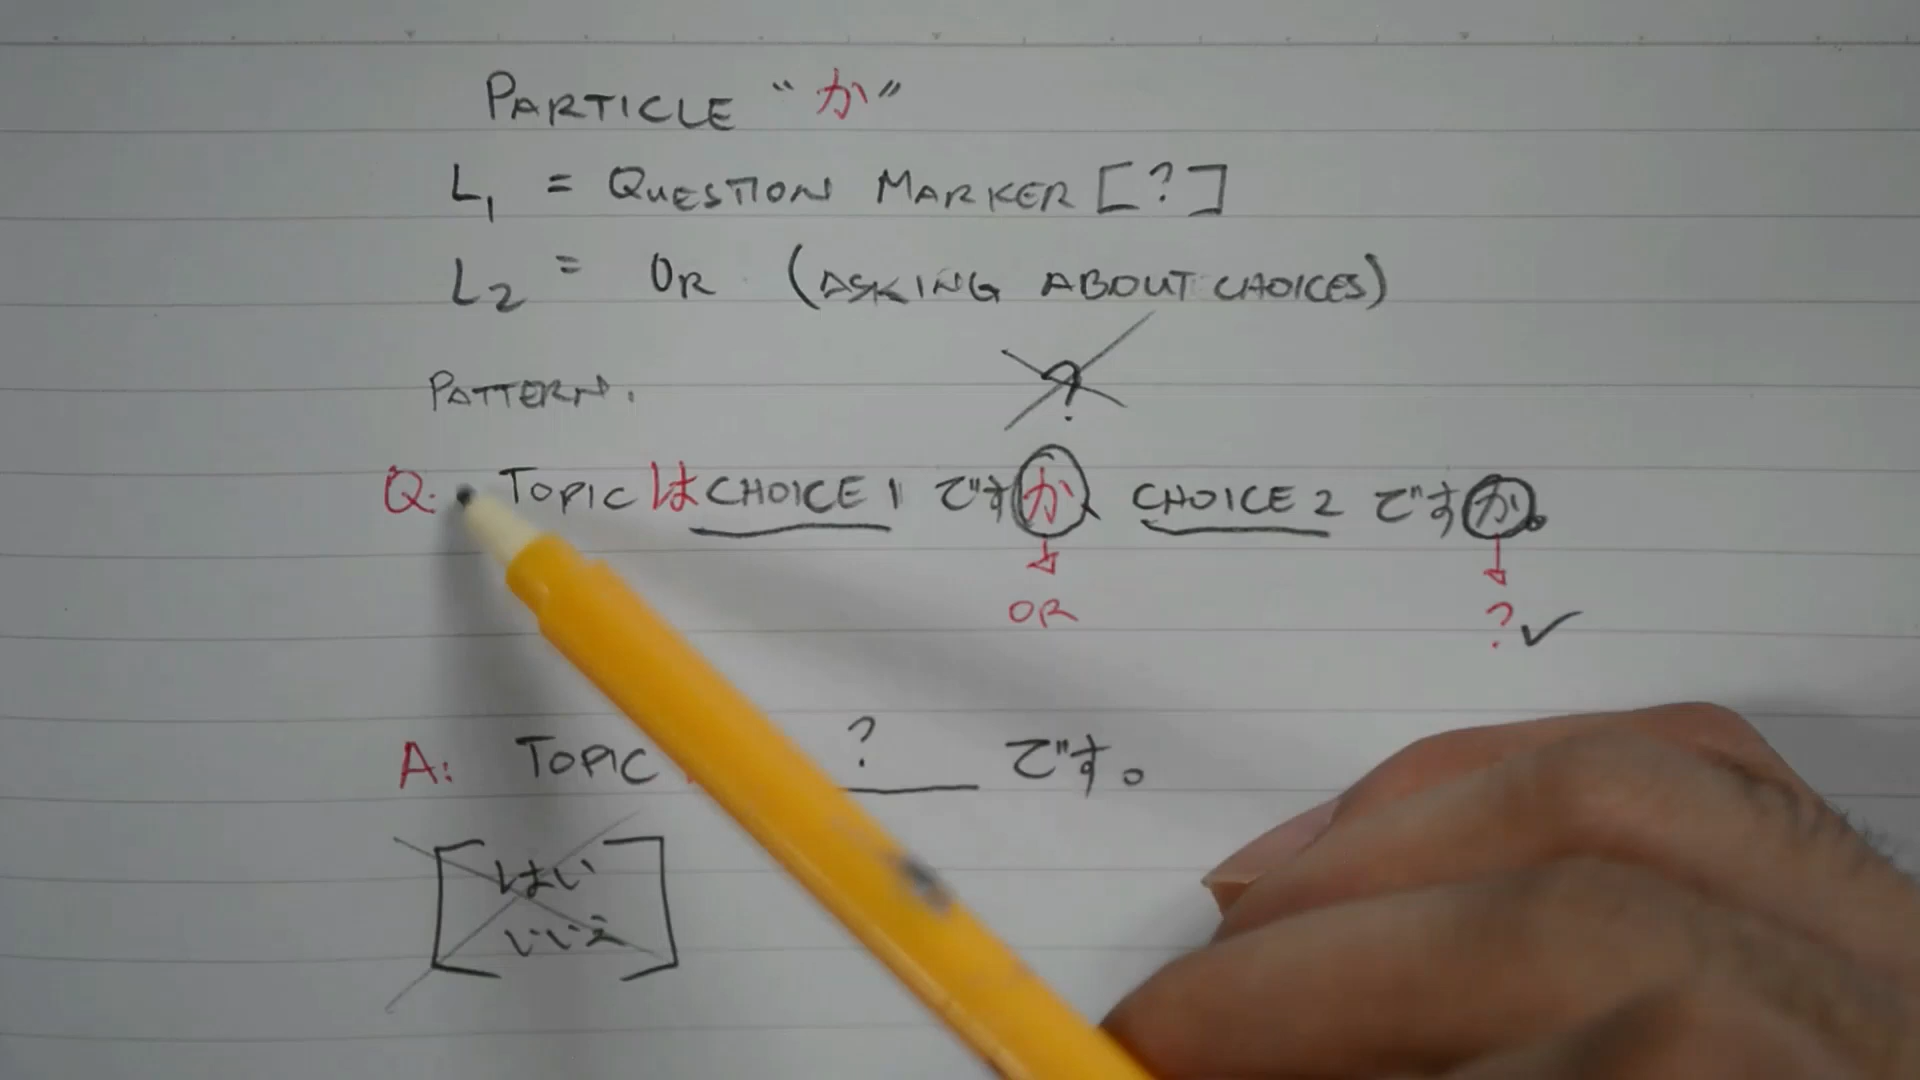 PARTICLE "か"
L1 = QUESTION MARKER [?]
L2 = OR (ASKING ABOUT CHOICES)
PATTERN.
?
Q: TOPIC は CHOICE 1 ですか、 CHOICE 2 ですか。
OR ?
?
A: TOPIC です。
はい
いいえ